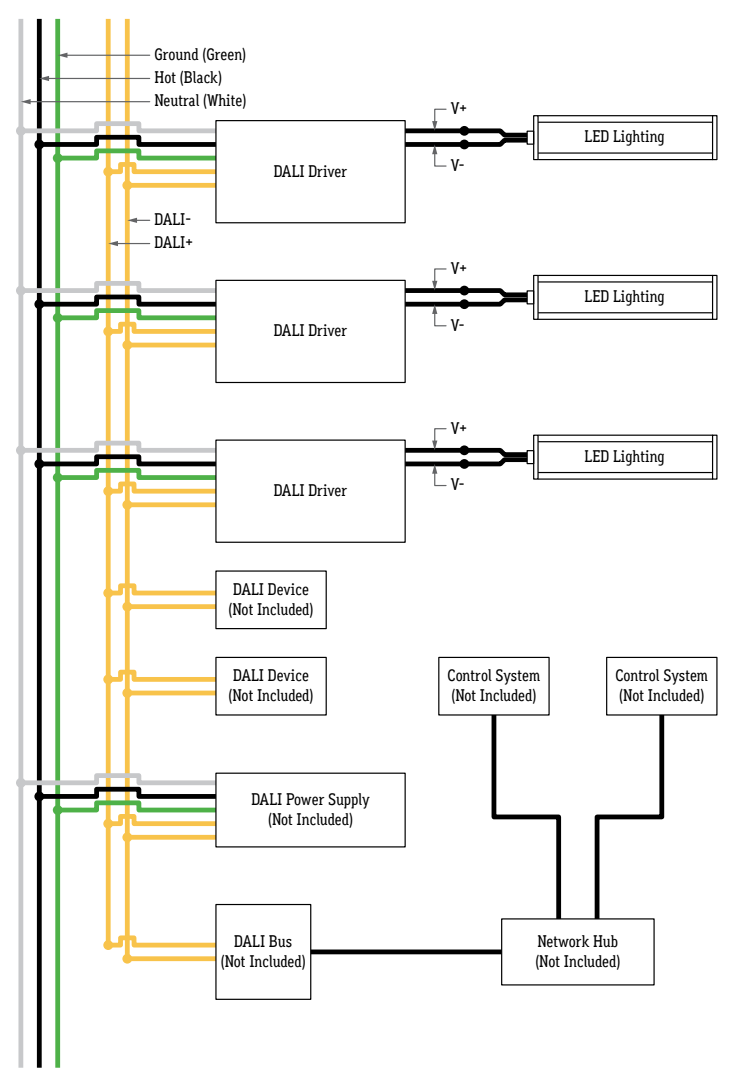 Ground (Green)
Hot (Black)
Neutral (White)
V+
LED Lighting
DALI Driver
V-
DALI-
DALI+
V+
LED Lighting
DALI Driver
V-
V+
LED Lighting
DALI Driver
V-
DALI Device
(Not Included)
DALI Device
(Not Included)
Control System
(Not Included)
Control System
(Not Included)
DALI Power Supply
(Not Included)
DALI Bus
(Not Included)
Network Hub
(Not Included)